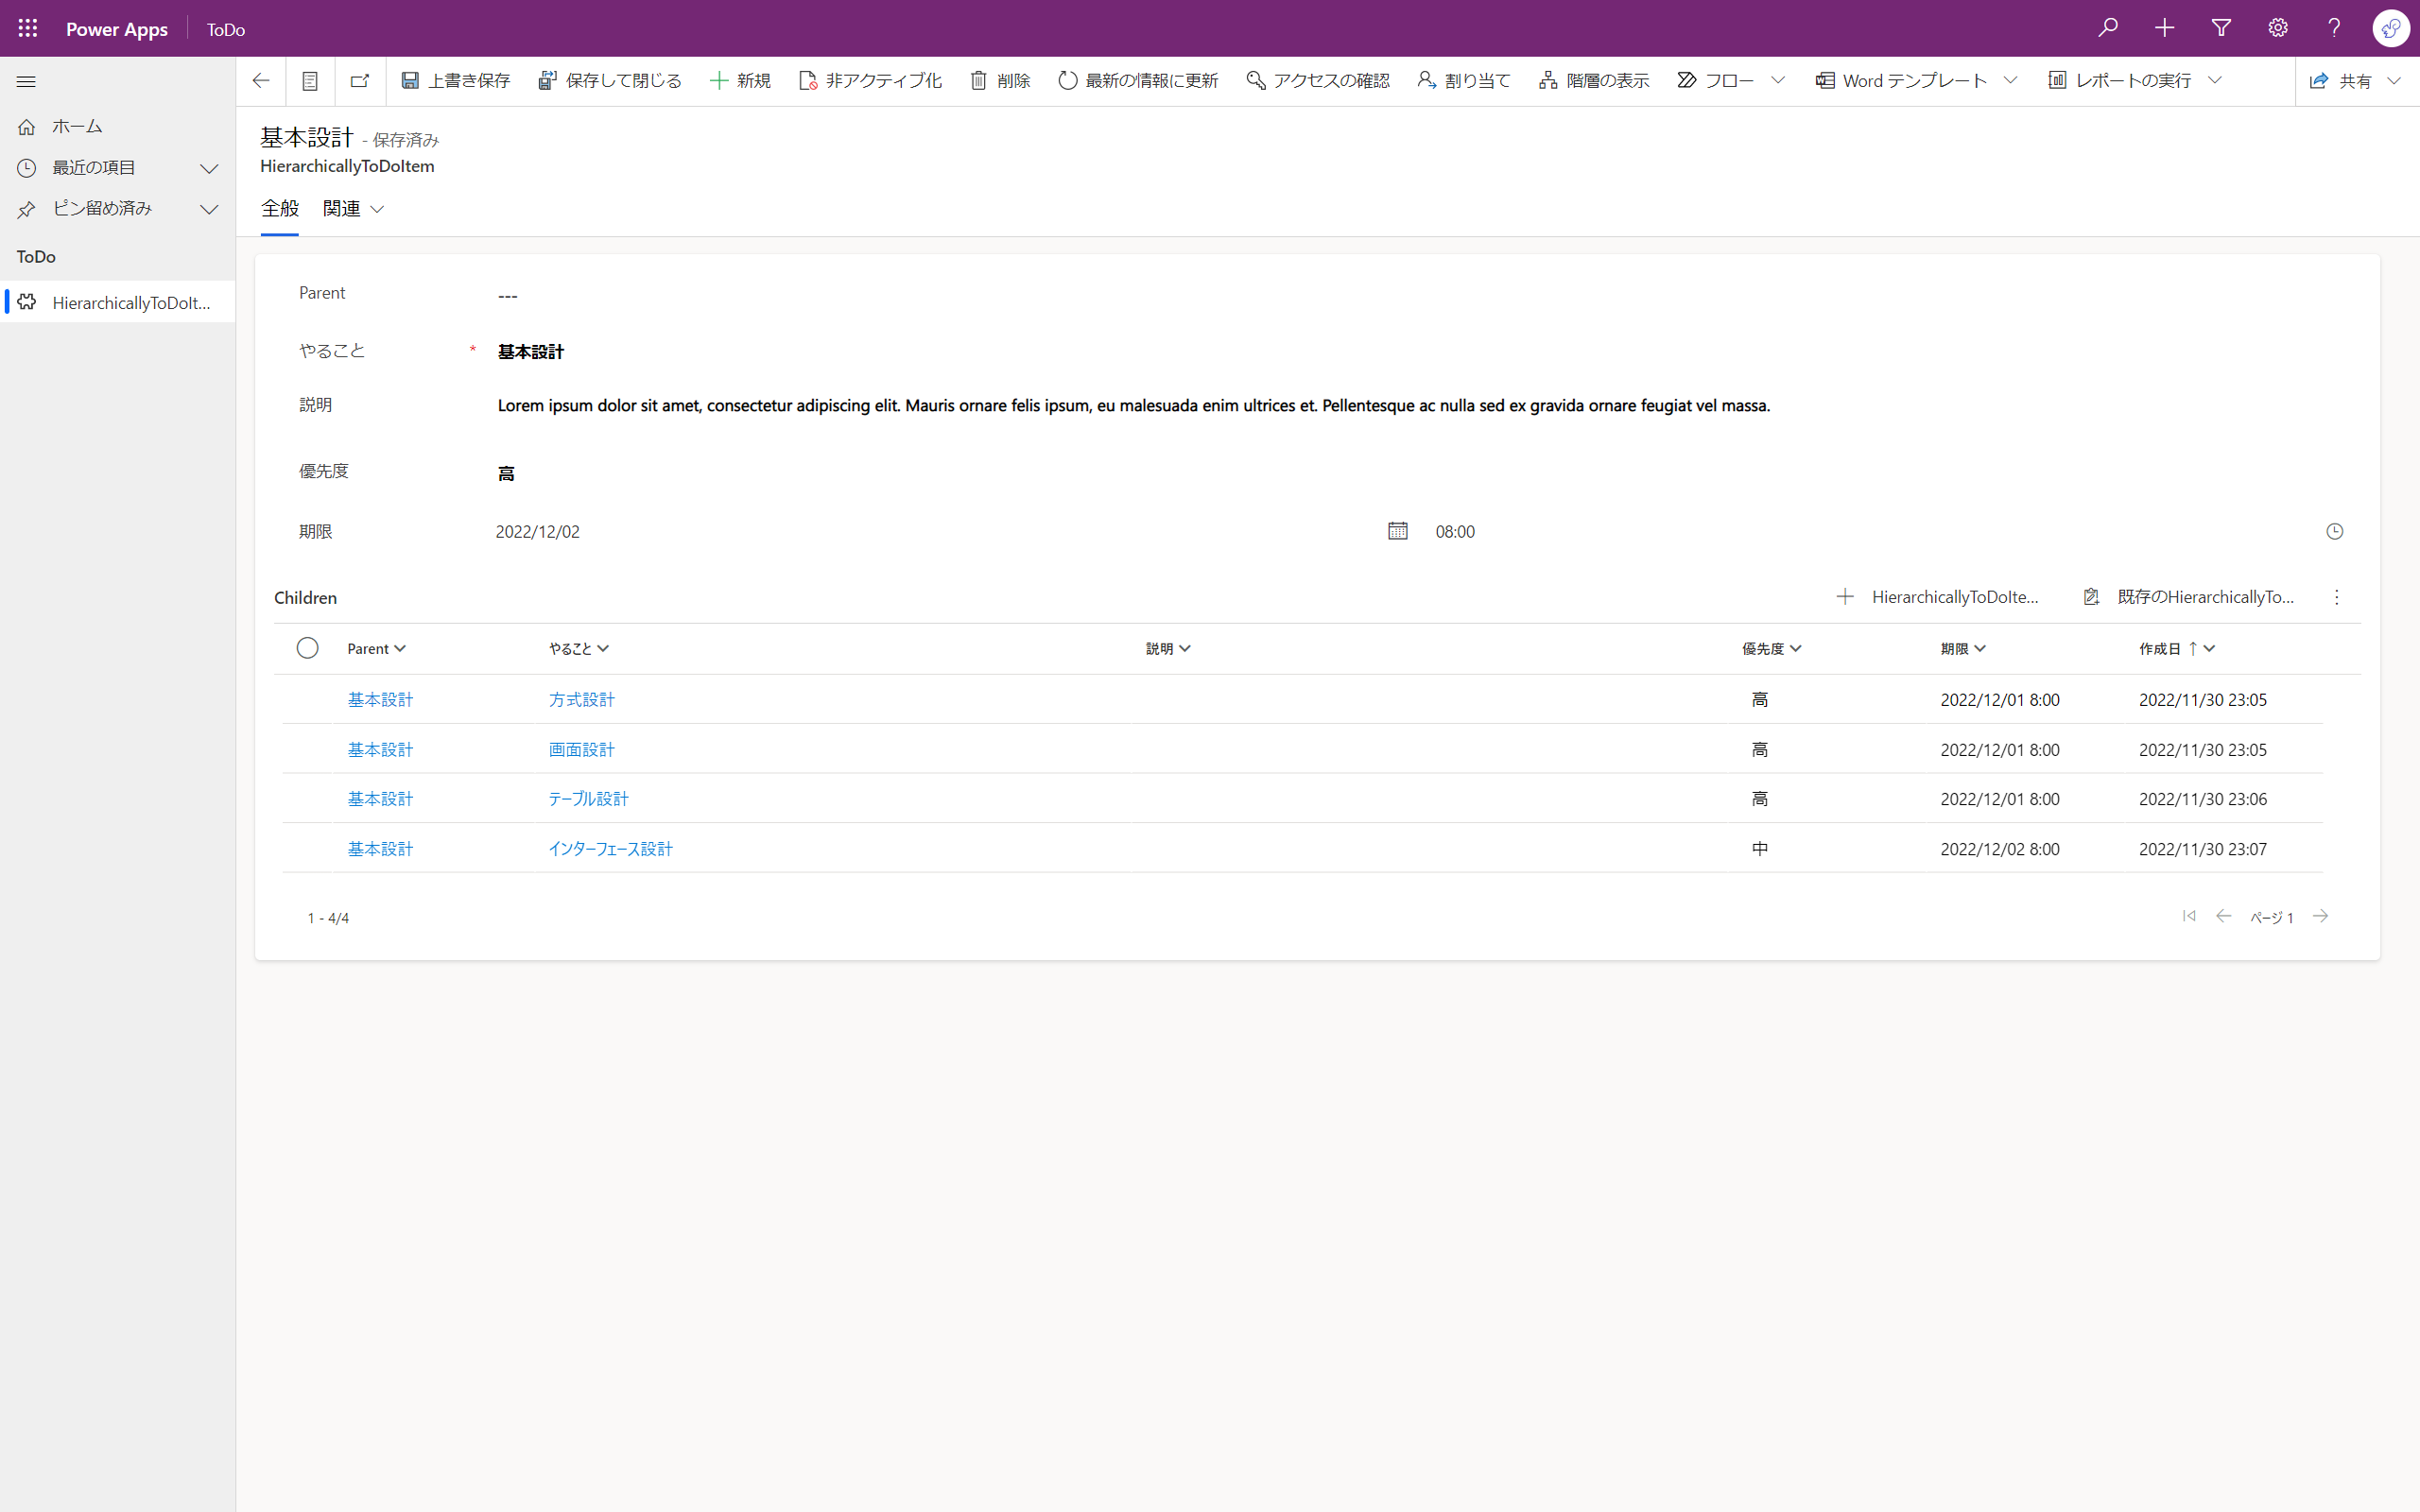 Power Apps ToDo
上書き保存 保存して閉じる 新規 非アクティブ化 削除 最新の情報に更新 アクセスの確認 割り当て 階層の表示 フロー Word テンプレート レポートの実行 共有
ホーム
最近の項目
ピン留め済み
ToDo
HierarchicallyToDoIt...
基本設計 - 保存済み
HierarchicallyToDoItem
全般 関連
Parent ---
やること * 基本設計
説明 Lorem ipsum dolor sit amet, consectetur adipiscing elit. Mauris ornare felis ipsum, eu malesuada enim ultrices et. Pellentesque ac nulla sed ex gravida ornare feugiat vel massa.
優先度 高
期限 2022/12/02 08:00
Children HierarchicallyToDoIte... 既存のHierarchicallyTo...
Parent やること 説明 優先度 期限 作成日 ↑
基本設計 方式設計 高 2022/12/01 8:00 2022/11/30 23:05
基本設計 画面設計 高 2022/12/01 8:00 2022/11/30 23:05
基本設計 テーブル設計 高 2022/12/01 8:00 2022/11/30 23:06
基本設計 インターフェース設計 中 2022/12/02 8:00 2022/11/30 23:07
1 - 4/4 ページ 1